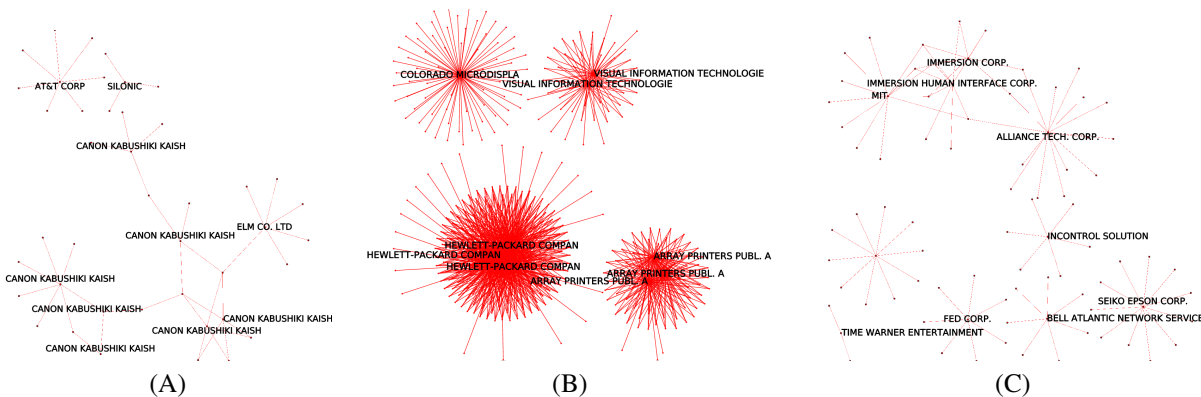 AT&T CORP
SILONIC
CANON KABUSHIKI KAISH
ELM CO. LTD
CANON KABUSHIKI KAISH
CANON KABUSHIKI KAISH
CANON KABUSHIKI KAISH
CANON KABUSHIKI KAISH
CANON KABUSHIKI KAISH
CANON KABUSHIKI KAISH
(A)
COLORADO MICRODISPLA
VISUAL INFORMATION TECHNOLOGIE
VISUAL INFORMATION TECHNOLOGIE
HEWLETT-PACKARD COMPAN
HEWLETT-PACKARD COMPAN
HEWLETT-PACKARD COMPAN
ARRAY PRINTERS PUBL. A
ARRAY PRINTERS PUBL. A
ARRAY PRINTERS PUBL. A
(B)
IMMERSION CORP.
IMMERSION HUMAN INTERFACE CORP.
MIT
ALLIANCE TECH. CORP.
INCONTROL SOLUTION
SEIKO EPSON CORP.
FED CORP.
BELL ATLANTIC NETWORK SERVICE
TIME WARNER ENTERTAINMENT
(C)